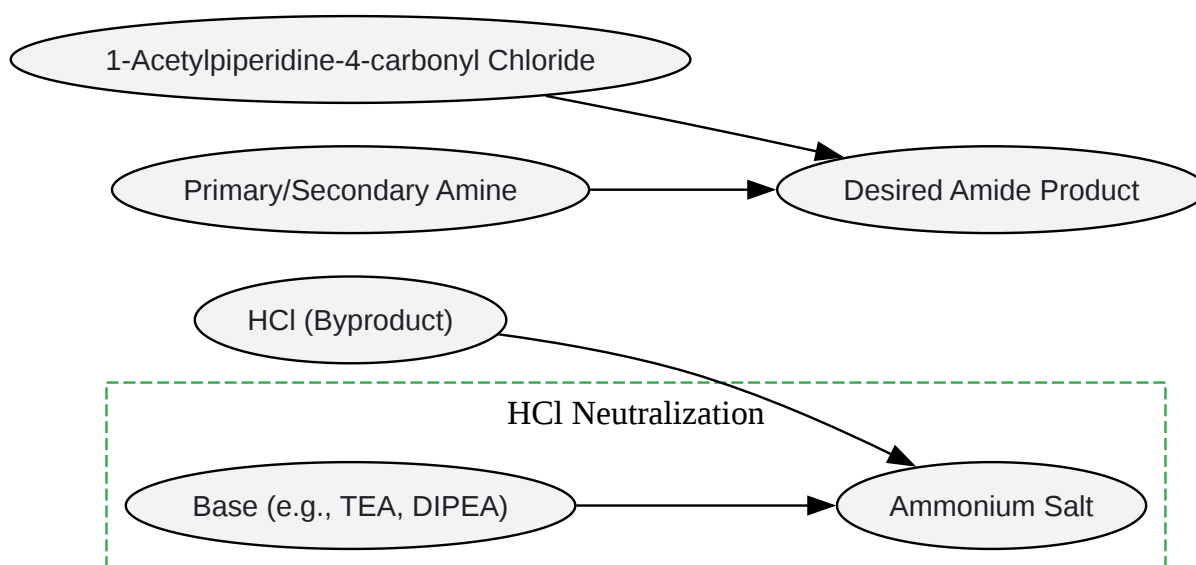 1-Acetylpiperidine-4-carbonyl Chloride
Primary/Secondary Amine
Desired Amide Product
HCl (Byproduct)
HCl Neutralization
Base (e.g., TEA, DIPEA)
Ammonium Salt